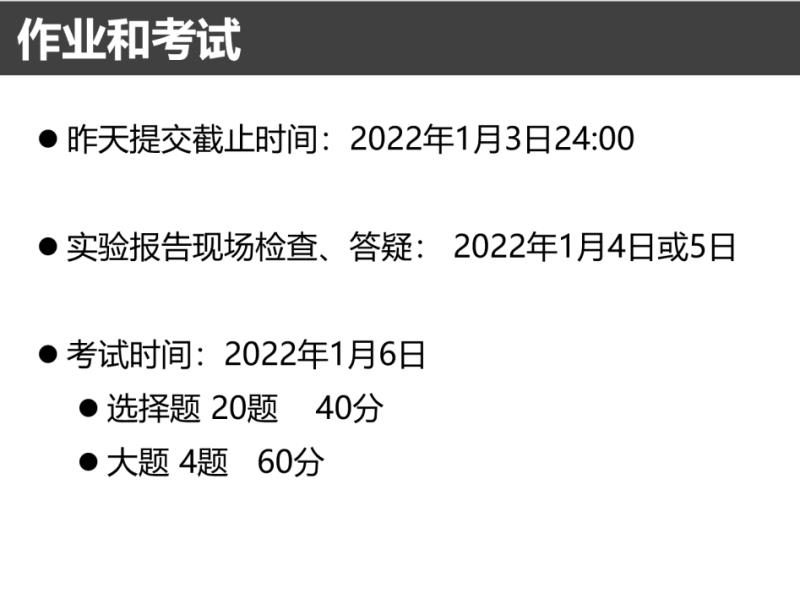 作业和考试
● 昨天提交截止时间：2022年1月3日24:00
● 实验报告现场检查、答疑： 2022年1月4日或5日
● 考试时间：2022年1月6日
● 选择题 20题 40分
● 大题 4题 60分